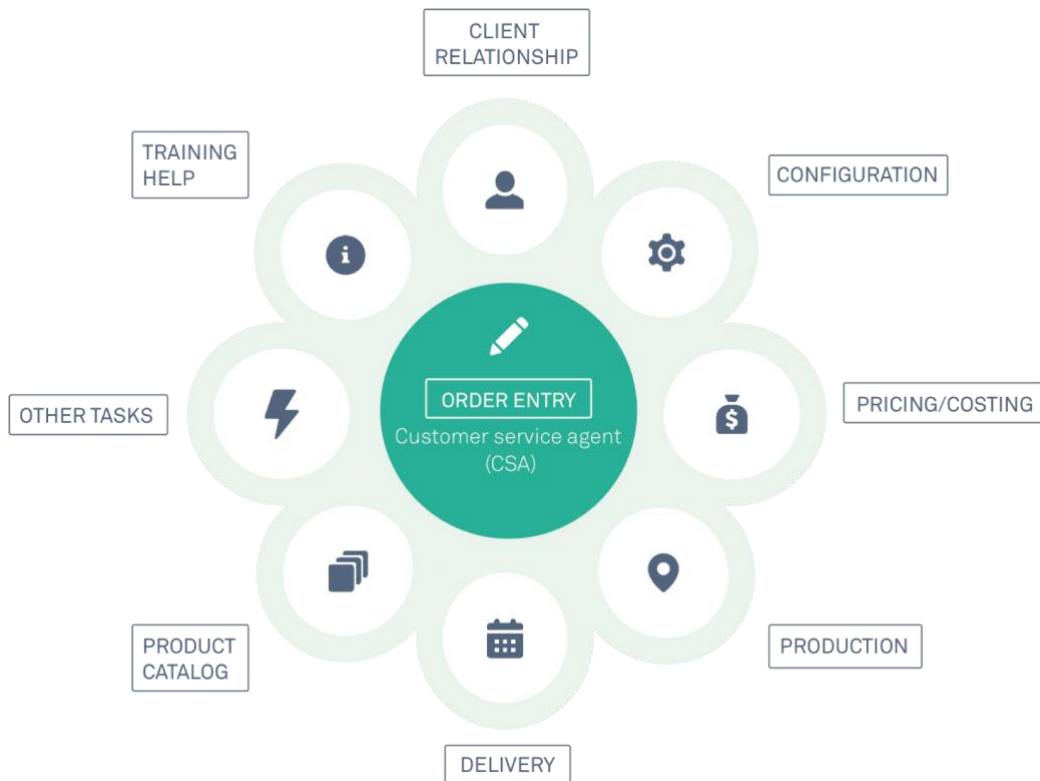 CLIENT
RELATIONSHIP
TRAINING
HELP
CONFIGURATION
ORDER ENTRY
Customer service agent
(CSA)
OTHER TASKS
PRICING/COSTING
PRODUCT
CATALOG
PRODUCTION
DELIVERY